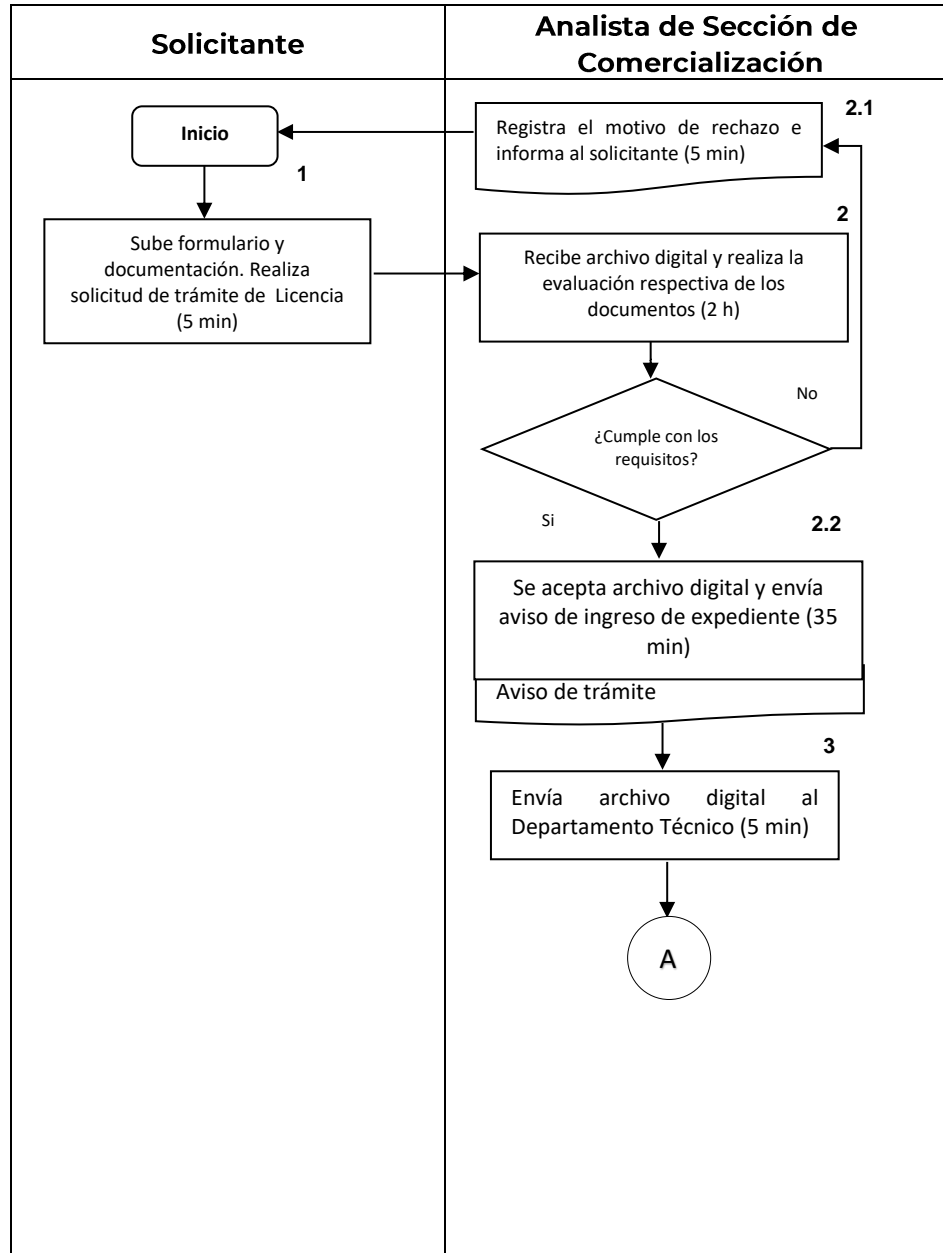 Solicitante
Analista de Sección de
Comercialización
Inicio
1
Sube formulario y
documentación. Realiza
solicitud de trámite de Licencia
(5 min)
2.1
Registra el motivo de rechazo e
informa al solicitante (5 min)
2
Recibe archivo digital y realiza la
evaluación respectiva de los
documentos (2 h)
No
¿Cumple con los
requisitos?
Si
2.2
Se acepta archivo digital y envía
aviso de ingreso de expediente (35
min)
Aviso de trámite
3
Envía archivo digital al
Departamento Técnico (5 min)
A